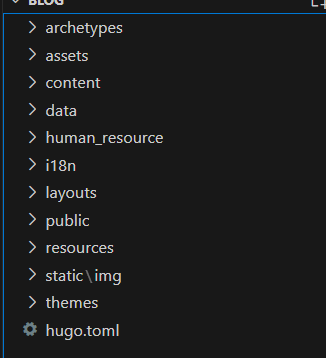 BLOG
archetypes
assets
content
data
human_resource
i18n
layouts
public
resources
static\img
themes
hugo.toml